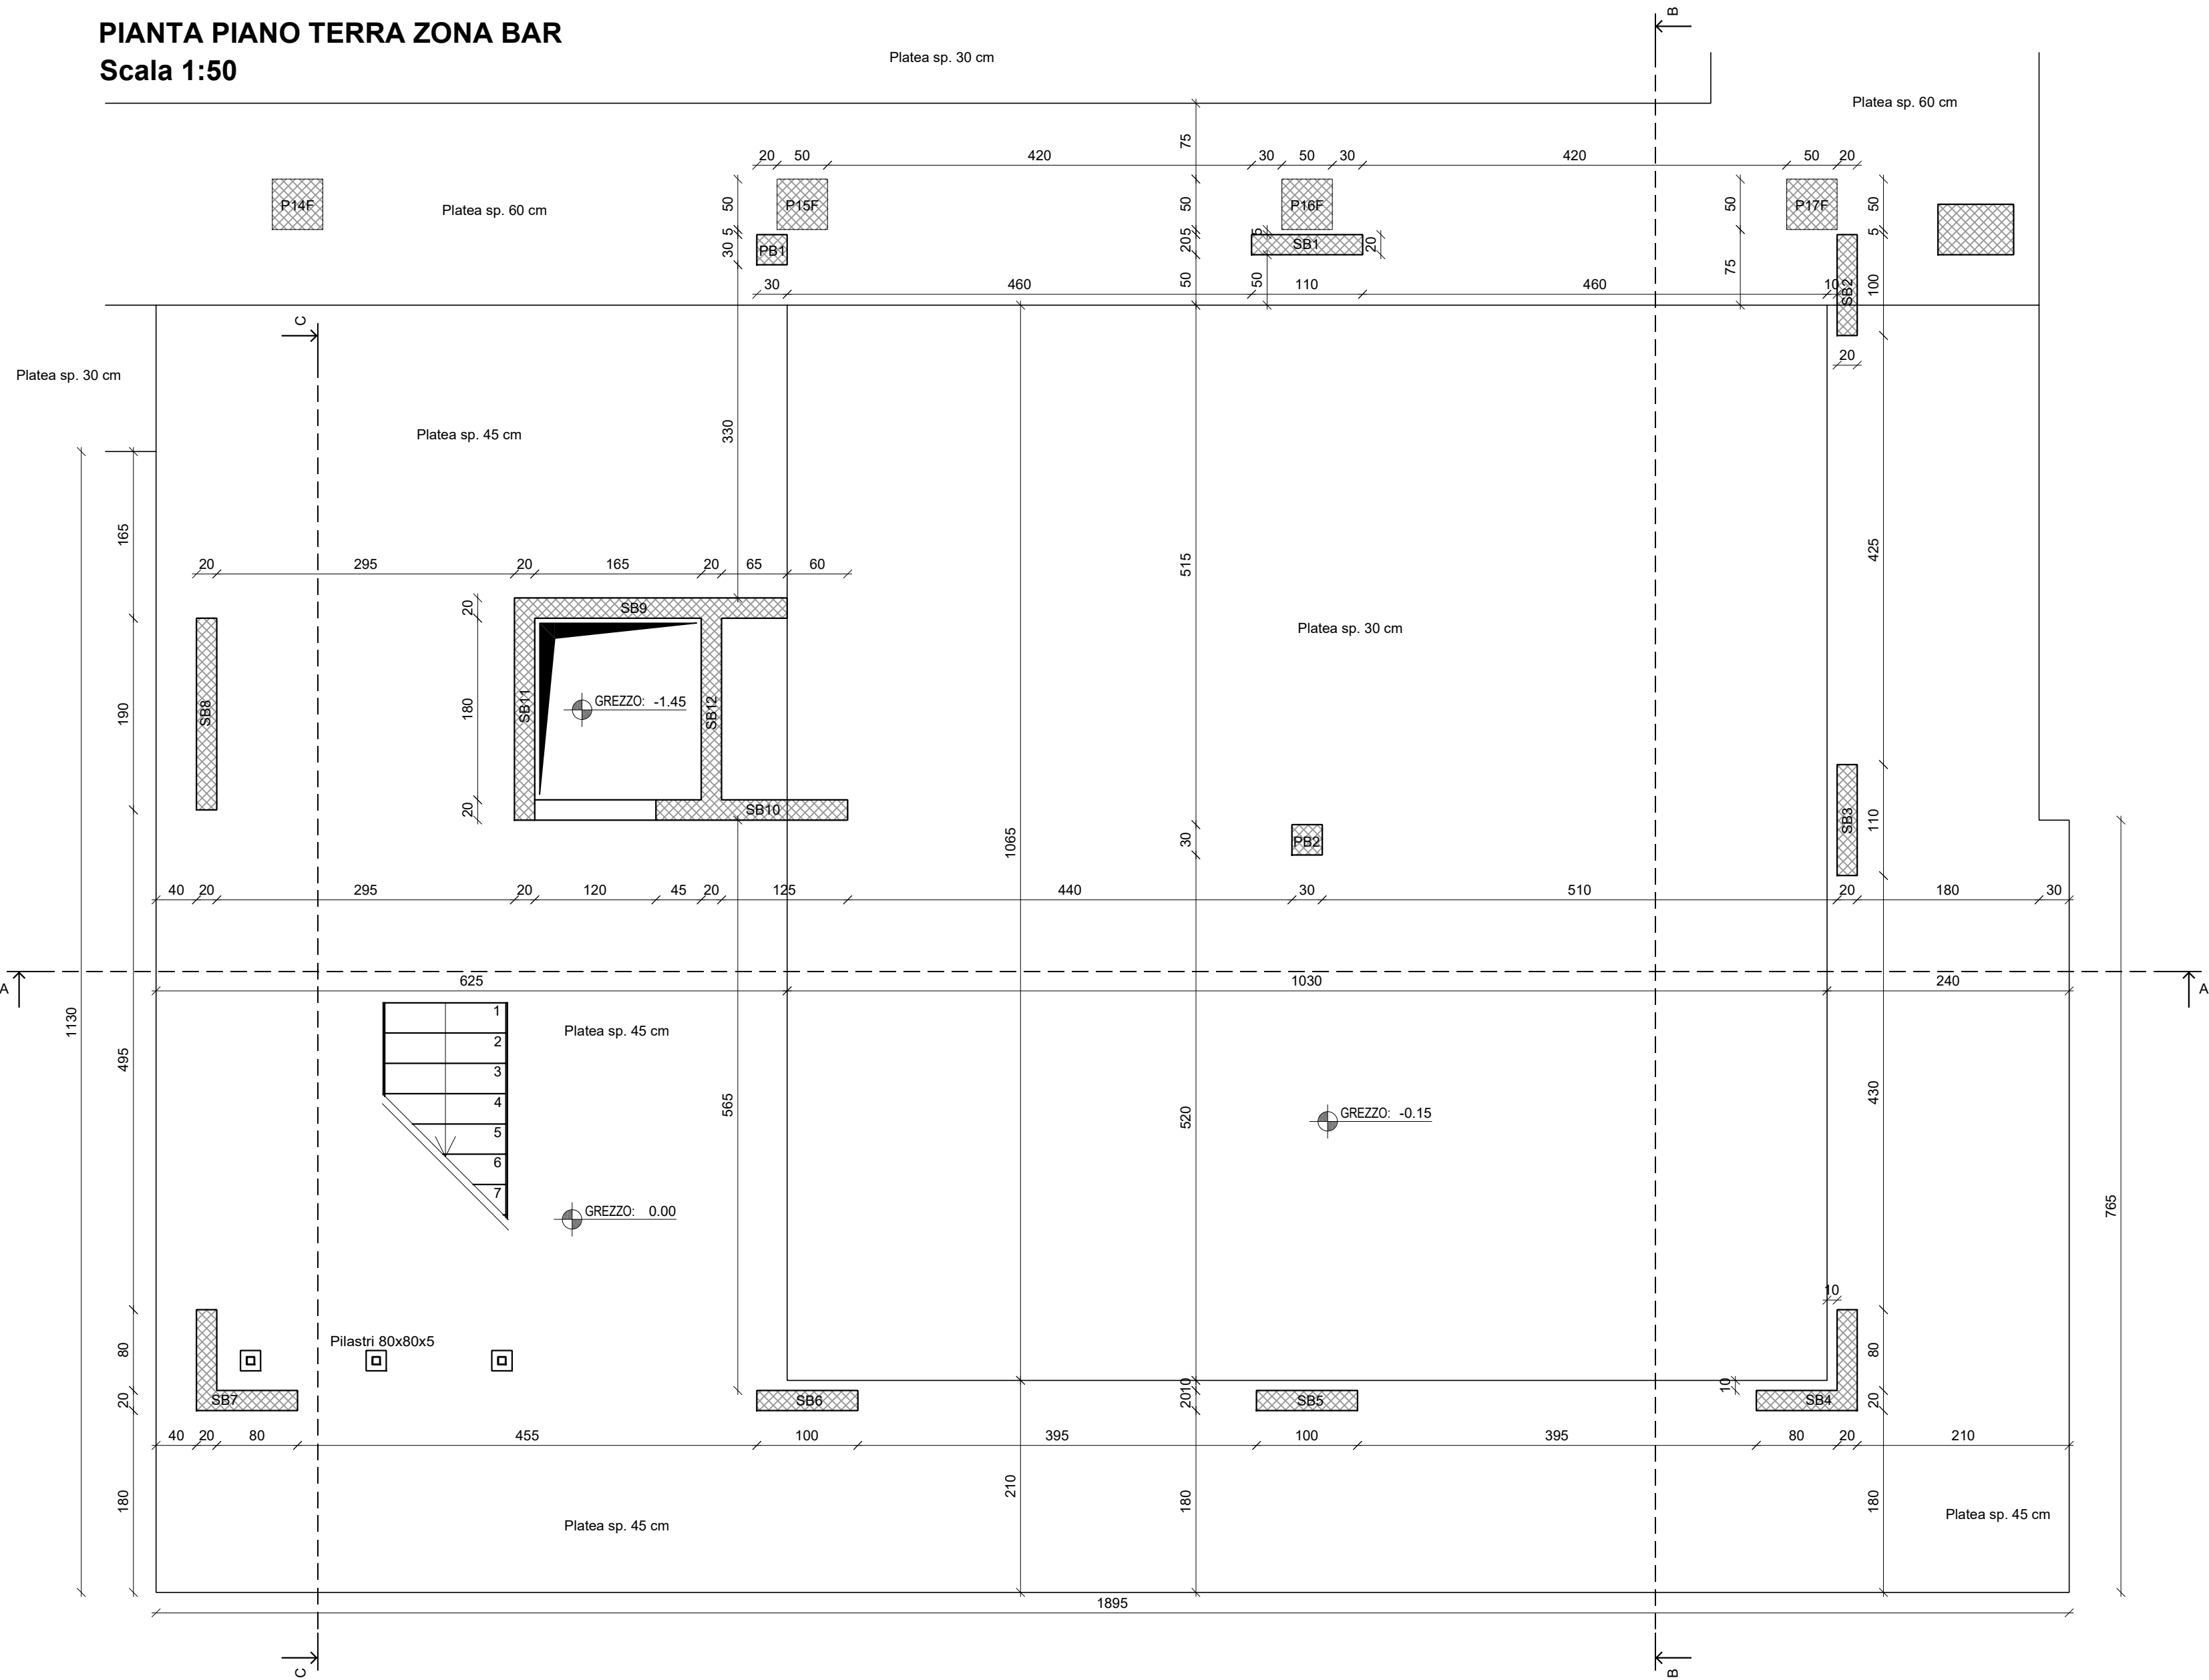 PIANTA PIANO TERRA ZONA BAR
Scala 1:50
B
Platea sp. 30 cm
Platea sp. 60 cm
75
20 50 420 30 50 30 420 50 20
P14F
Platea sp. 60 cm
50
P15F
50
P16F
50
P17F
50
5
30
PB1
5
20
5
SB1
20
75
5
100
SB2
50
50
30 460 110 460 10
C
20
Platea sp. 30 cm
Platea sp. 45 cm
330
425
165
515
20 295 20 165 20 65 60
20
SB9
Platea sp. 30 cm
190
SB8
180
SB11
GREZZO: -1.45
SB12
20
SB10
1065
30
PB2
SB3
110
40 20 295 20 120 45 20 125 440 30 510 20 180 30
A
A
625 1030 240
1130
495
1
2
3
4
5
6
7
Platea sp. 45 cm
565
520
GREZZO: -0.15
430
765
GREZZO: 0.00
10
Pilastri 80x80x5
80
80
20
SB7
SB6
10
20
SB5
10
SB4
20
40 20 80 455 100 395 100 395 80 20 210
180
210
180
180
Platea sp. 45 cm
Platea sp. 45 cm
1895
C
B